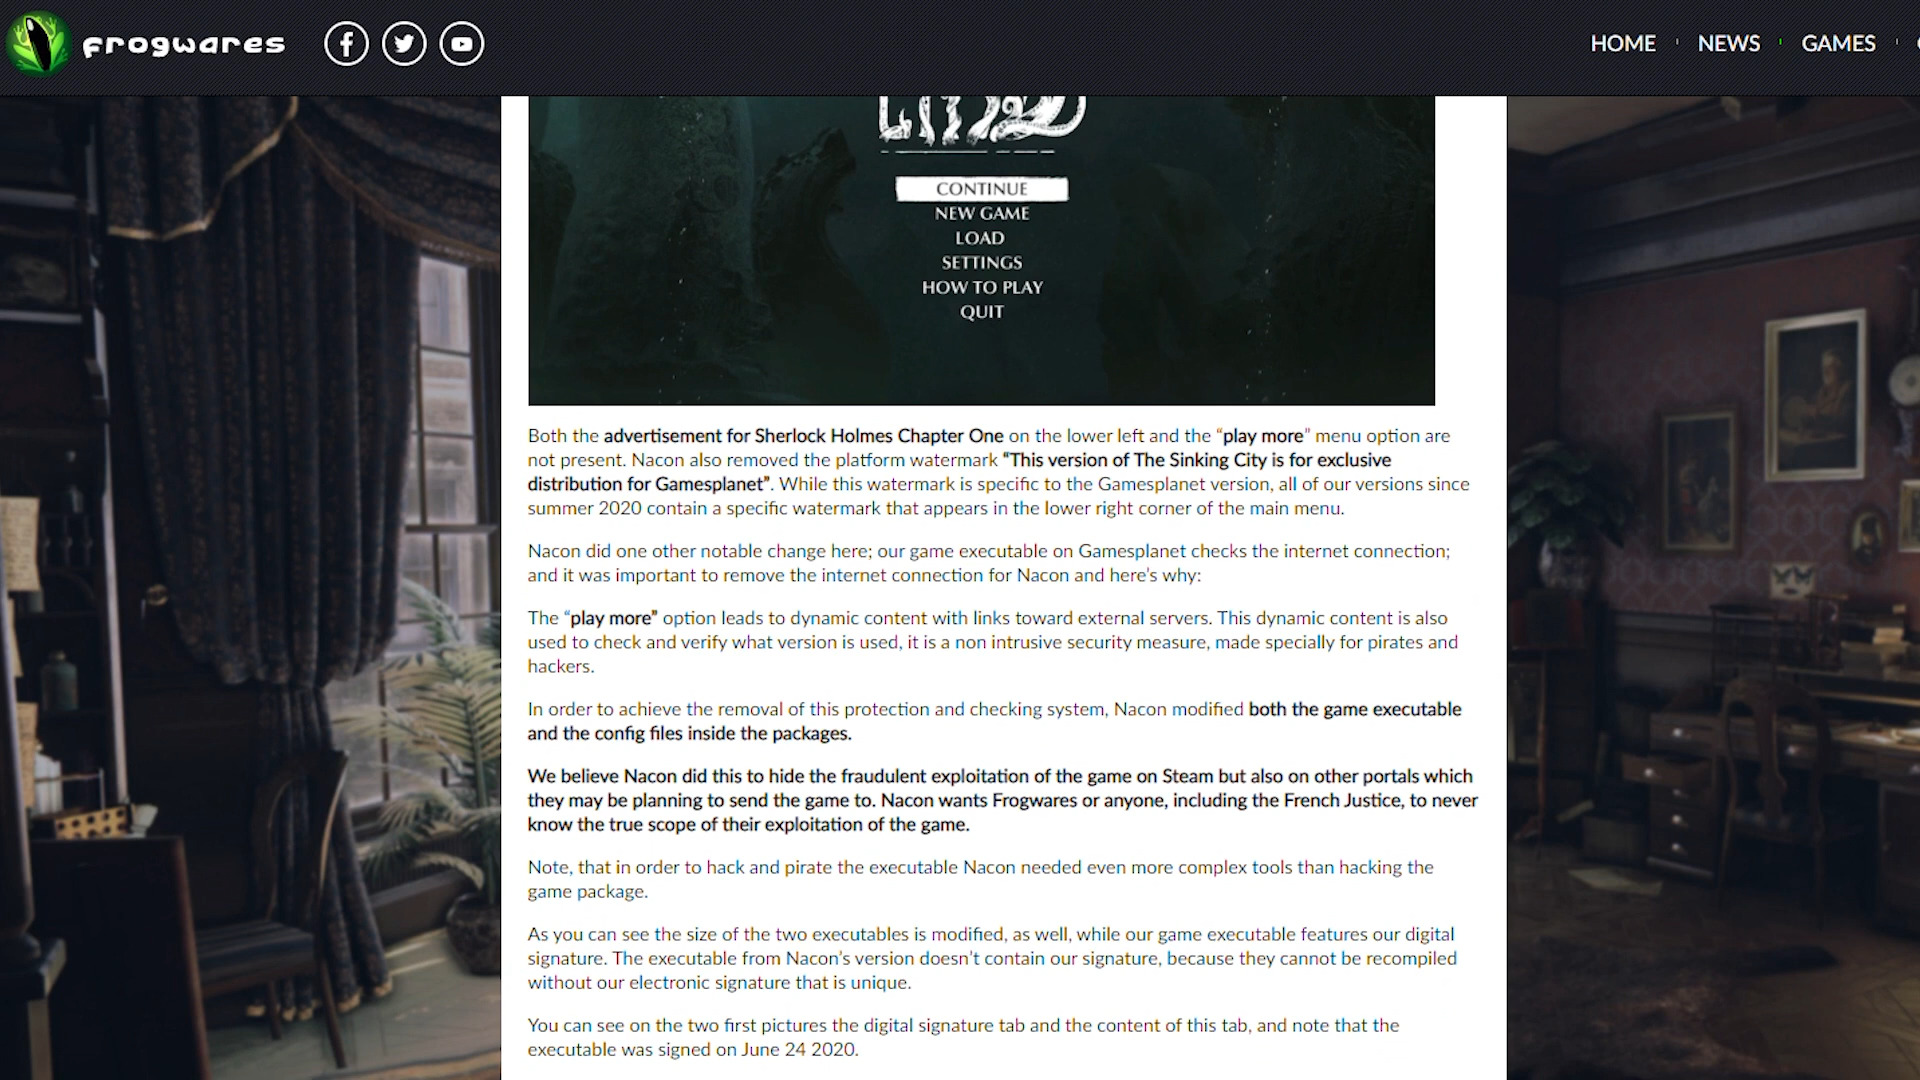 frogwares
HOME
NEWS
GAMES
CITY
CONTINUE
NEW GAME
LOAD
SETTINGS
HOW TO PLAY
QUIT
Both the advertisement for Sherlock Holmes Chapter One on the lower left and the “play more” menu option are
not present. Nacon also removed the platform watermark “This version of The Sinking City is for exclusive
distribution for Gamesplanet”. While this watermark is specific to the Gamesplanet version, all of our versions since
summer 2020 contain a specific watermark that appears in the lower right corner of the main menu.
Nacon did one other notable change here; our game executable on Gamesplanet checks the internet connection;
and it was important to remove the internet connection for Nacon and here’s why:
The “play more” option leads to dynamic content with links toward external servers. This dynamic content is also
used to check and verify what version is used, it is a non intrusive security measure, made specially for pirates and
hackers.
In order to achieve the removal of this protection and checking system, Nacon modified both the game executable
and the config files inside the packages.
We believe Nacon did this to hide the fraudulent exploitation of the game on Steam but also on other portals which
they may be planning to send the game to. Nacon wants Frogwares or anyone, including the French Justice, to never
know the true scope of their exploitation of the game.
Note, that in order to hack and pirate the executable Nacon needed even more complex tools than hacking the
game package.
As you can see the size of the two executables is modified, as well, while our game executable features our digital
signature. The executable from Nacon’s version doesn’t contain our signature, because they cannot be recompiled
without our electronic signature that is unique.
You can see on the two first pictures the digital signature tab and the content of this tab, and note that the
executable was signed on June 24 2020.